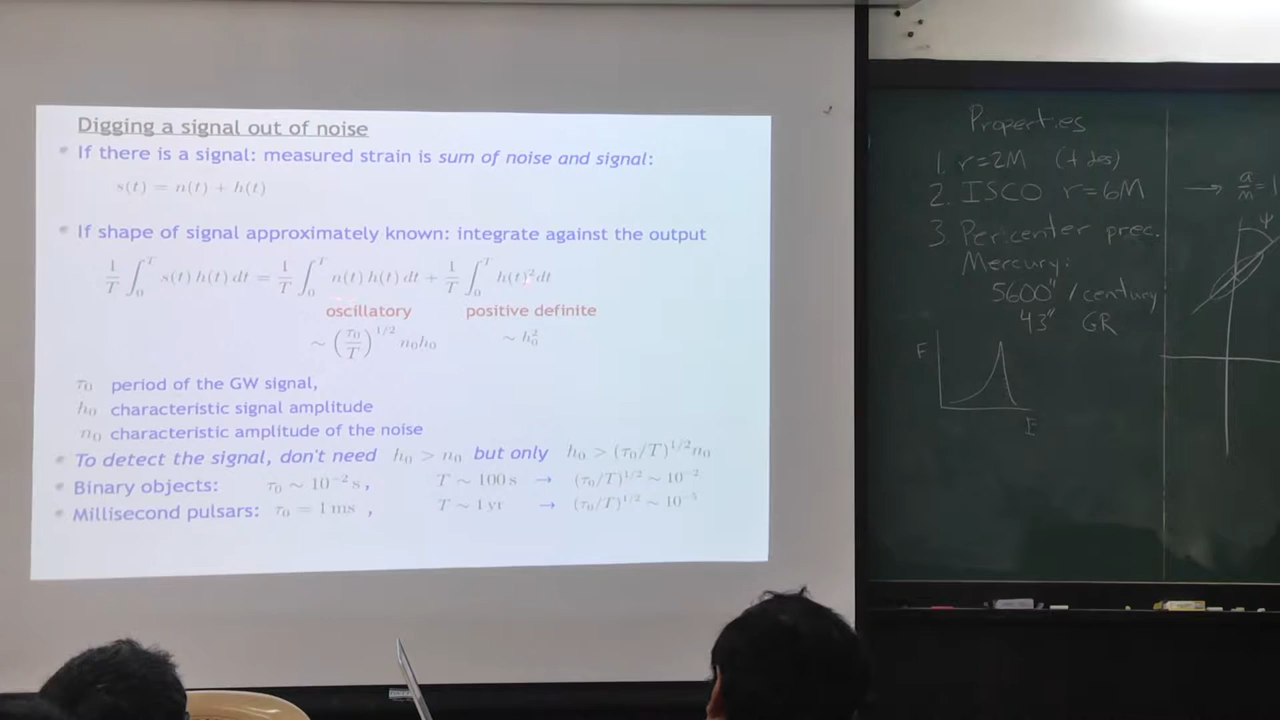 Digging a signal out of noise
If there is a signal: measured strain is sum of noise and signal:
s(t) = n(t) + h(t)
If shape of signal approximately known: integrate against the output
1/T ∫₀ᵀ s(t) h(t) dt = 1/T ∫₀ᵀ n(t) h(t) dt + 1/T ∫₀ᵀ h(t)² dt
oscillatory positive definite
~ (τ₀/T)^1/2 n₀h₀ ~ h₀²
τ₀ period of the GW signal,
h₀ characteristic signal amplitude
n₀ characteristic amplitude of the noise
To detect the signal, don't need h₀ > n₀ but only h₀ > (τ₀/T)^1/2 n₀
Binary objects: τ₀ ~ 10⁻² s, T ~ 100 s → (τ₀/T)^1/2 ~ 10⁻²
Millisecond pulsars: τ₀ = 1 ms , T ~ 1 yr → (τ₀/T)^1/2 ~ 10⁻⁵
Properties
1. r=2M
2. ISCO r=6M → a/m = 1
3. Pericenter prec.
Mercury:
5600" / century
43" GR
F
E
ψ